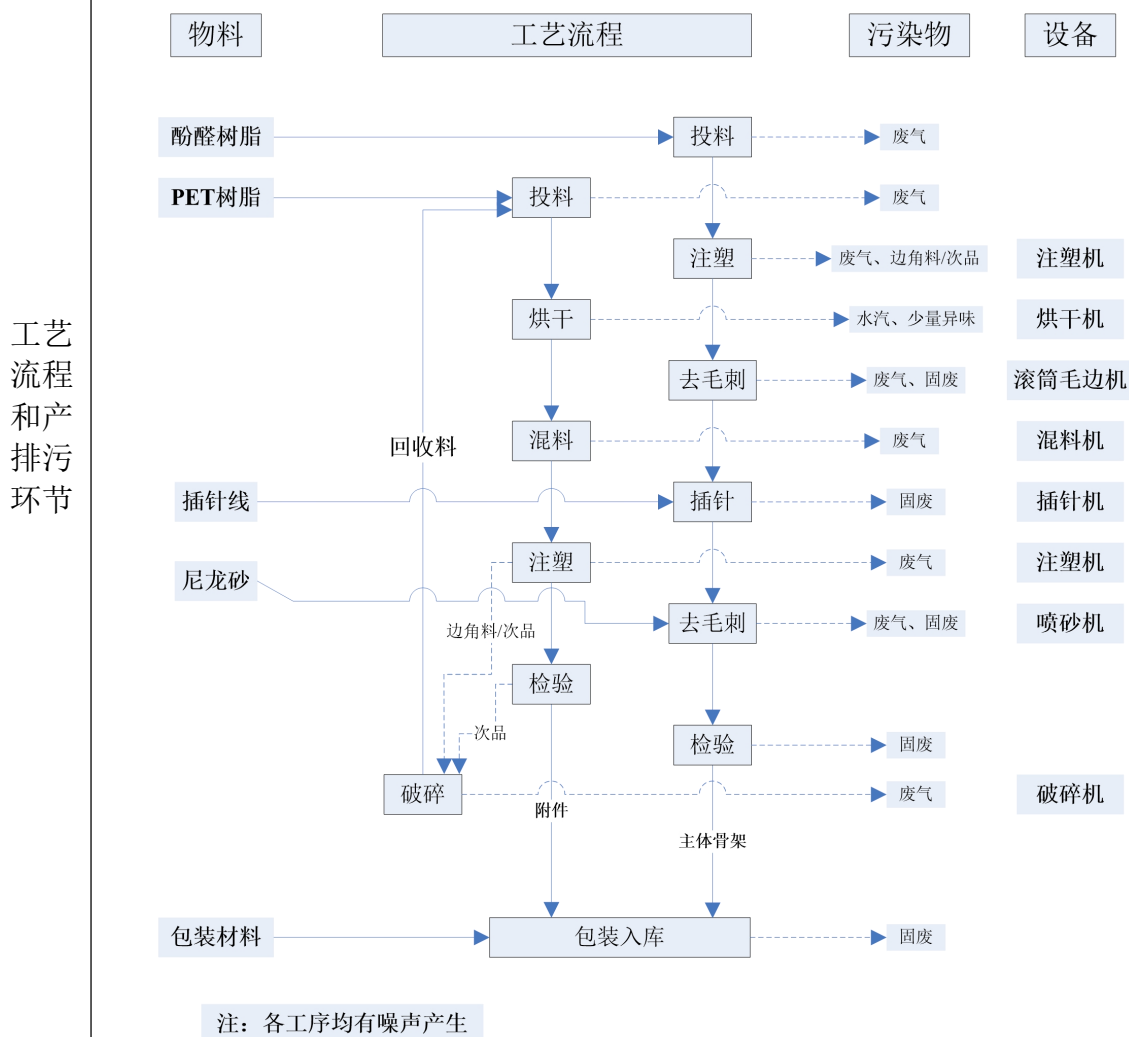 物料
工艺流程
污染物
设备
酚醛树脂
投料
废气
PET树脂
投料
废气
注塑
废气、边角料/次品
注塑机
烘干
水汽、少量异味
烘干机
工艺
流程
和产
排污
环节
去毛刺
废气、固废
滚筒毛边机
回收料
混料
废气
混料机
插针线
插针
固废
插针机
注塑
废气
注塑机
尼龙砂
去毛刺
废气、固废
喷砂机
边角料/次品
检验
次品
检验
固废
破碎
废气
破碎机
附件
主体骨架
包装材料
包装入库
固废
注：各工序均有噪声产生